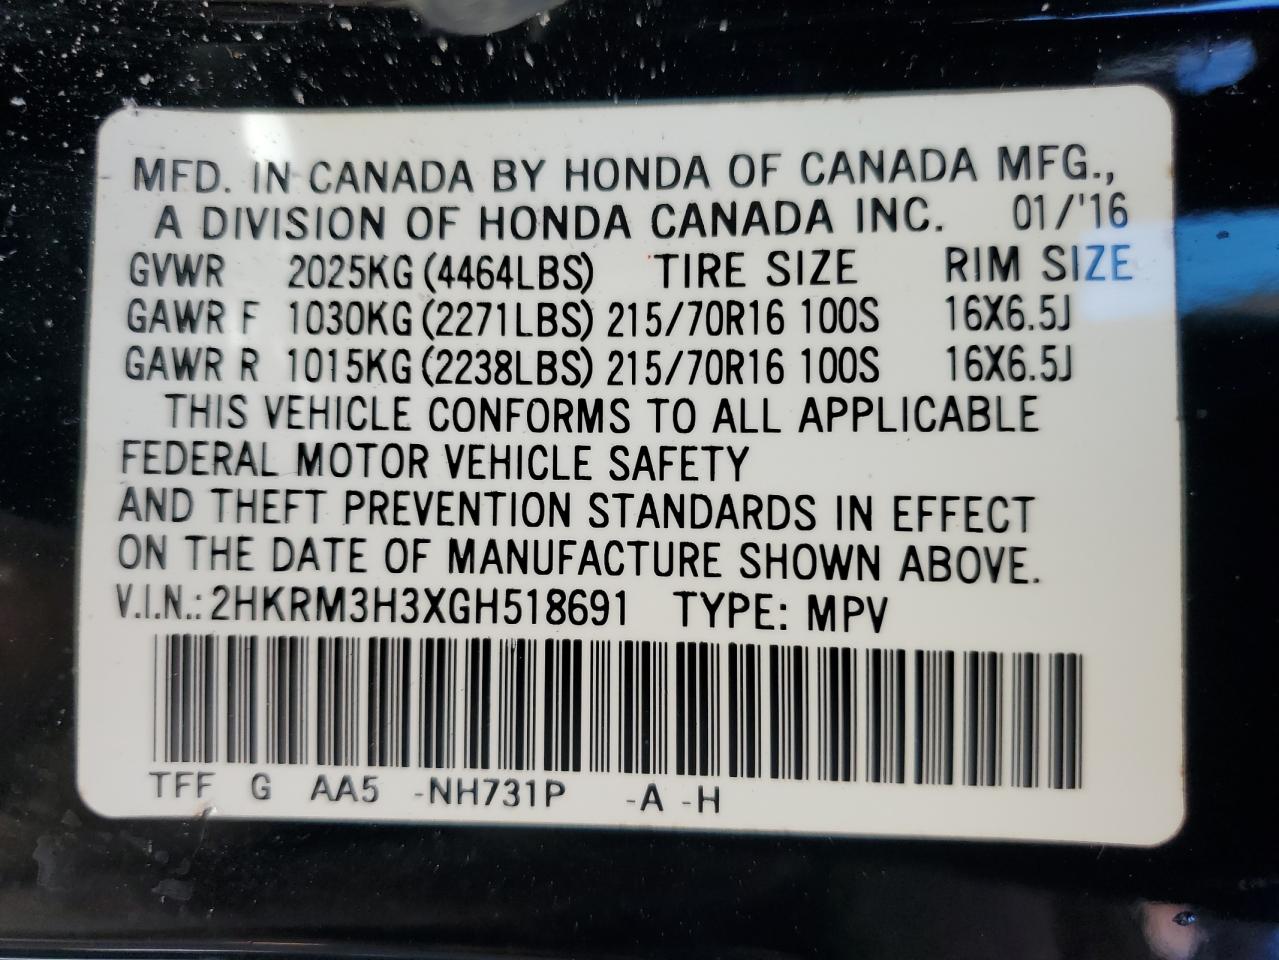 MFD. IN CANADA BY HONDA OF CANADA MFG.,
A DIVISION OF HONDA CANADA INC. 01/'16
GVWR 2025KG (4464LBS) TIRE SIZE RIM SIZE
GAWR F 1030KG (2271LBS) 215/70R16 100S 16X6.5J
GAWR R 1015KG (2238LBS) 215/70R16 100S 16X6.5J
THIS VEHICLE CONFORMS TO ALL APPLICABLE
FEDERAL MOTOR VEHICLE SAFETY
AND THEFT PREVENTION STANDARDS IN EFFECT
ON THE DATE OF MANUFACTURE SHOWN ABOVE.
V.I.N.: 2HKRM3H3XGH518691 TYPE: MPV
TFF G AA5 -NH731P -A -H